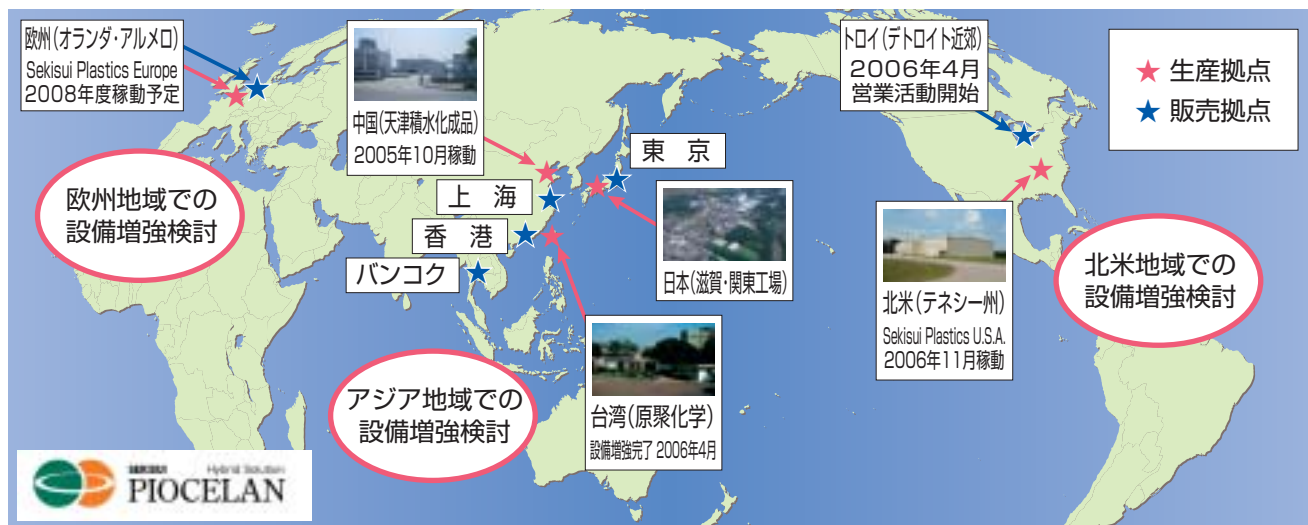 欧州(オランダ・アルメロ)
Sekisui Plastics Europe
2008年度稼動予定
中国(天津積水化成品)
2005年10月稼動
トロイ(デトロイト近郊)
2006年4月
営業活動開始
★ 生産拠点
★ 販売拠点
東 京
上 海
香 港
バンコク
欧州地域での
設備増強検討
日本(滋賀・関東工場)
北米(テネシー州)
Sekisui Plastics U.S.A.
2006年11月稼動
北米地域での
設備増強検討
アジア地域での
設備増強検討
台湾(原聚化学)
設備増強完了 2006年4月
SEKISUI Hybrid Solution
PIOCELAN